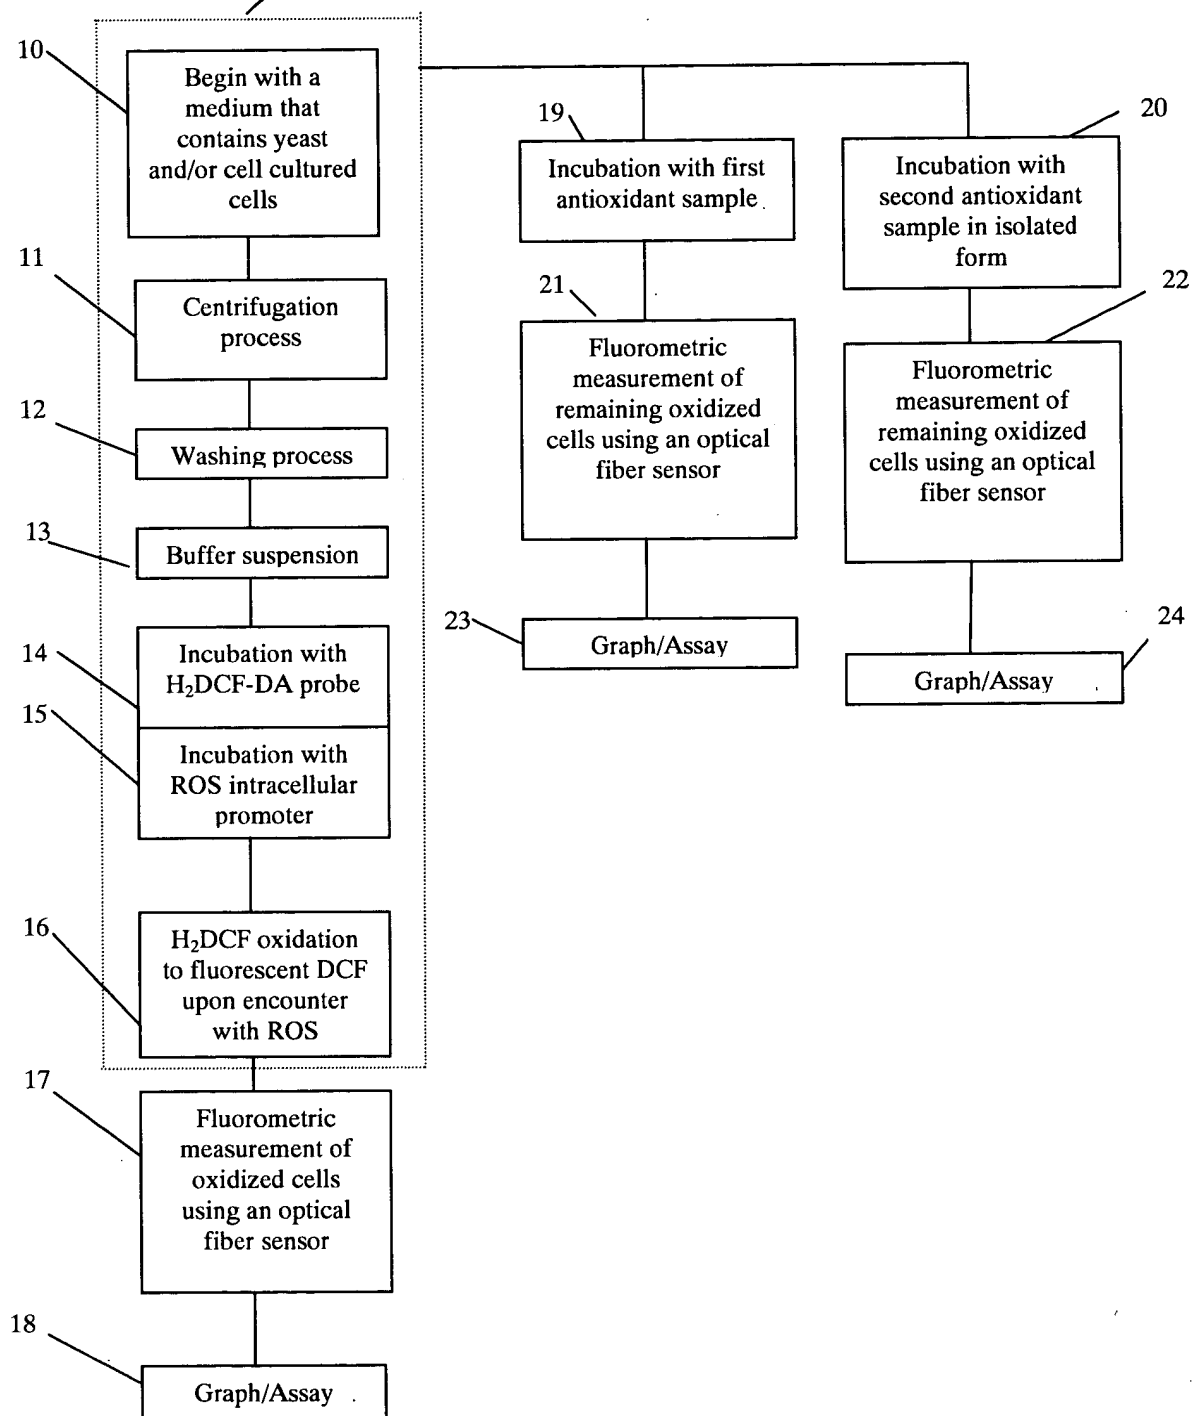 10
Begin with a
medium that
contains yeast
and/or cell cultured
cells
11
Centrifugation
process
12
Washing process
13
Buffer suspension
14
Incubation with
H₂DCF-DA probe
15
Incubation with
ROS intracellular
promoter
16
H₂DCF oxidation
to fluorescent DCF
upon encounter
with ROS
17
Fluorometric
measurement of
oxidized cells
using an optical
fiber sensor
18
Graph/Assay
19
Incubation with first
antioxidant sample
21
Fluorometric
measurement of
remaining oxidized
cells using an optical
fiber sensor
23
Graph/Assay
20
Incubation with
second antioxidant
sample in isolated
form
22
Fluorometric
measurement of
remaining oxidized
cells using an optical
fiber sensor
24
Graph/Assay